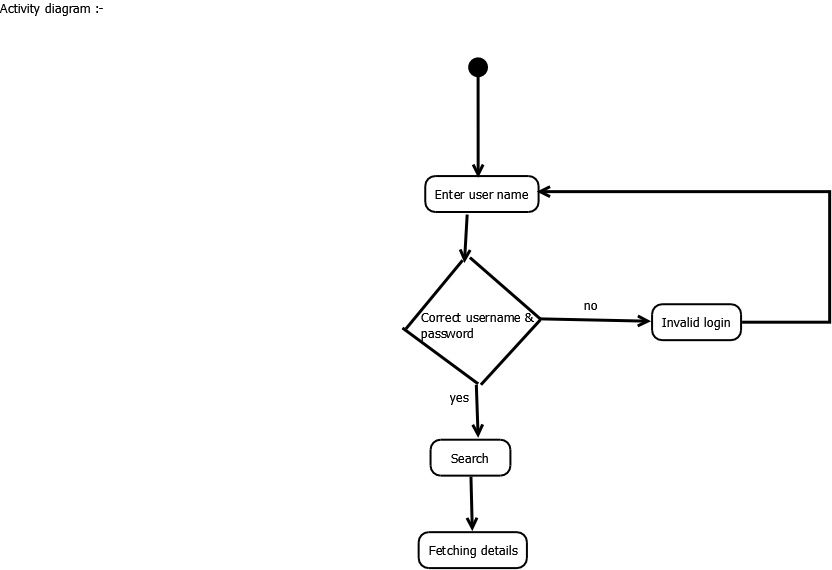 Activity diagram :-
Enter user name
Correct username &
password
no
Invalid login
yes
Search
Fetching details